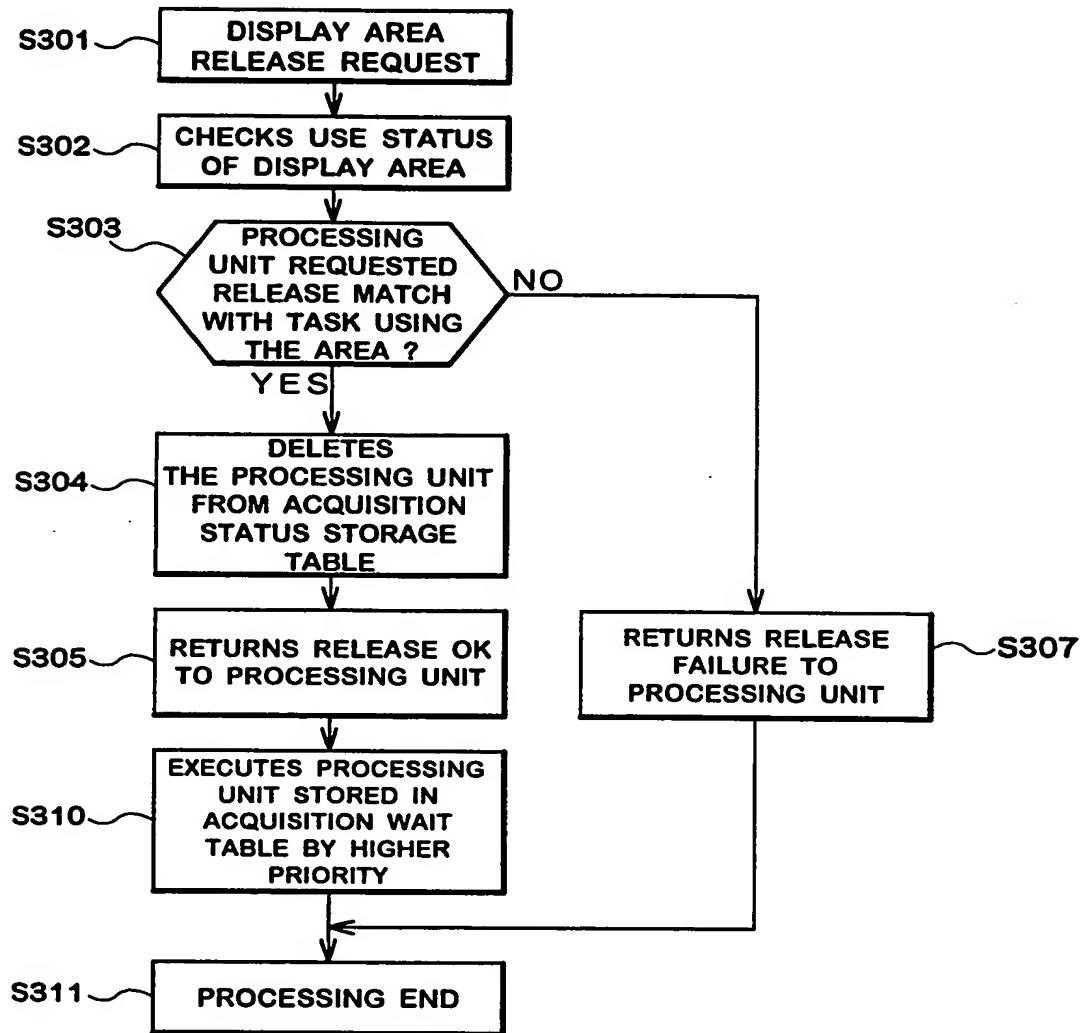 S301
DISPLAY AREA
RELEASE REQUEST
S302
CHECKS USE STATUS
OF DISPLAY AREA
S303
PROCESSING
UNIT REQUESTED
RELEASE MATCH
WITH TASK USING
THE AREA ?
NO
YES
S304
DELETES
THE PROCESSING UNIT
FROM ACQUISITION
STATUS STORAGE
TABLE
S305
RETURNS RELEASE OK
TO PROCESSING UNIT
RETURNS RELEASE
FAILURE TO
PROCESSING UNIT
S307
S310
EXECUTES PROCESSING
UNIT STORED IN
ACQUISITION WAIT
TABLE BY HIGHER
PRIORITY
S311
PROCESSING END